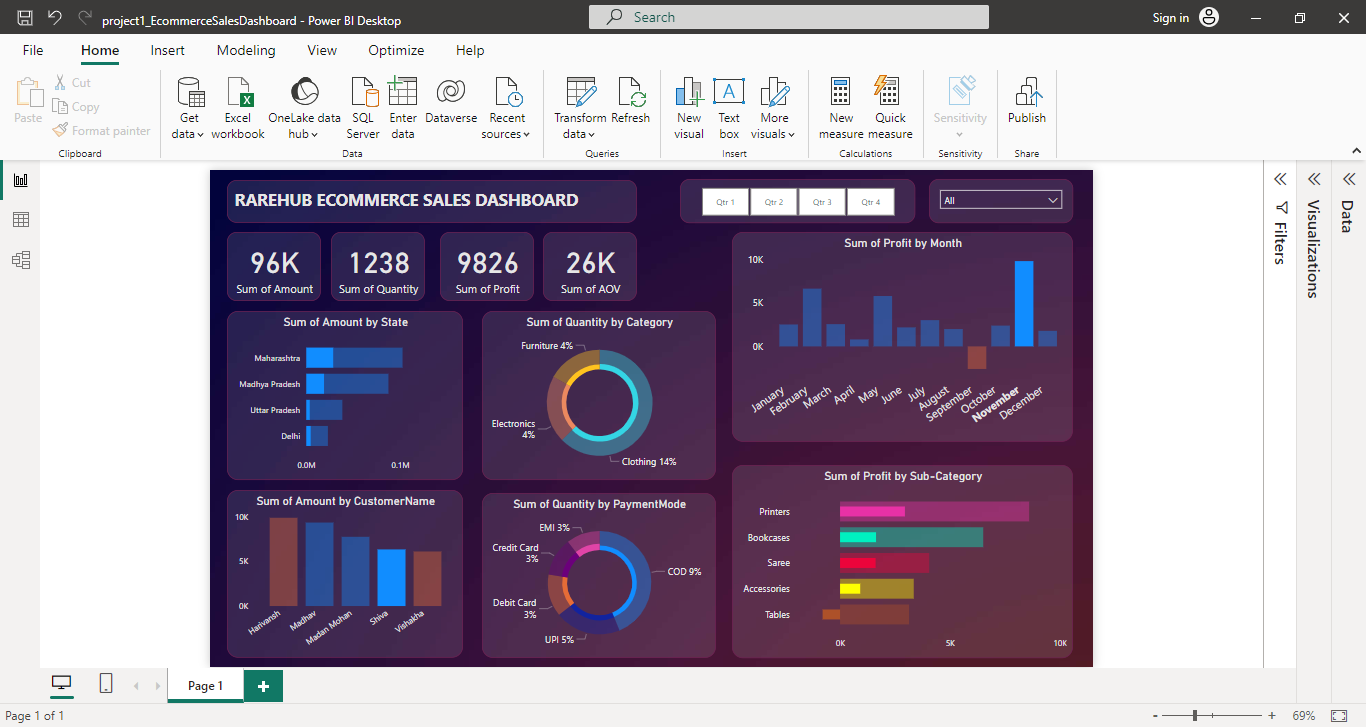 project1_EcommerceSalesDashboard - Power BI Desktop
Search
Sign in
File Home Insert Modeling View Optimize Help
Paste
Cut
Copy
Format painter
Clipboard
Get data
Excel workbook
OneLake data hub
SQL Server
Enter data
Dataverse
Recent sources
Data
Transform data
Refresh
Queries
New visual
Text box
More visuals
Insert
New measure
Quick measure
Calculations
Sensitivity
Sensitivity
Publish
Share
RAREHUB ECOMMERCE SALES DASHBOARD
Qtr 1 Qtr 2 Qtr 3 Qtr 4
All
96K
Sum of Amount
1238
Sum of Quantity
9826
Sum of Profit
26K
Sum of AOV
Sum of Profit by Month
10K
5K
0K
January February March April May June July August September October November December
Sum of Amount by State
Maharashtra
Madhya Pradesh
Uttar Pradesh
Delhi
0.0M 0.1M
Sum of Quantity by Category
Furniture 4%
Electronics
4%
Clothing 14%
Sum of Profit by Sub-Category
Printers
Bookcases
Saree
Accessories
Tables
0K 5K 10K
Sum of Amount by CustomerName
10K
5K
0K
Harivansh Madhav Madan Mohan Shiva Vishakha
Sum of Quantity by PaymentMode
EMI 3%
Credit Card
3%
COD 9%
Debit Card
3%
UPI 5%
Filters
Visualizations
Data
Page 1
Page 1 of 1
69%